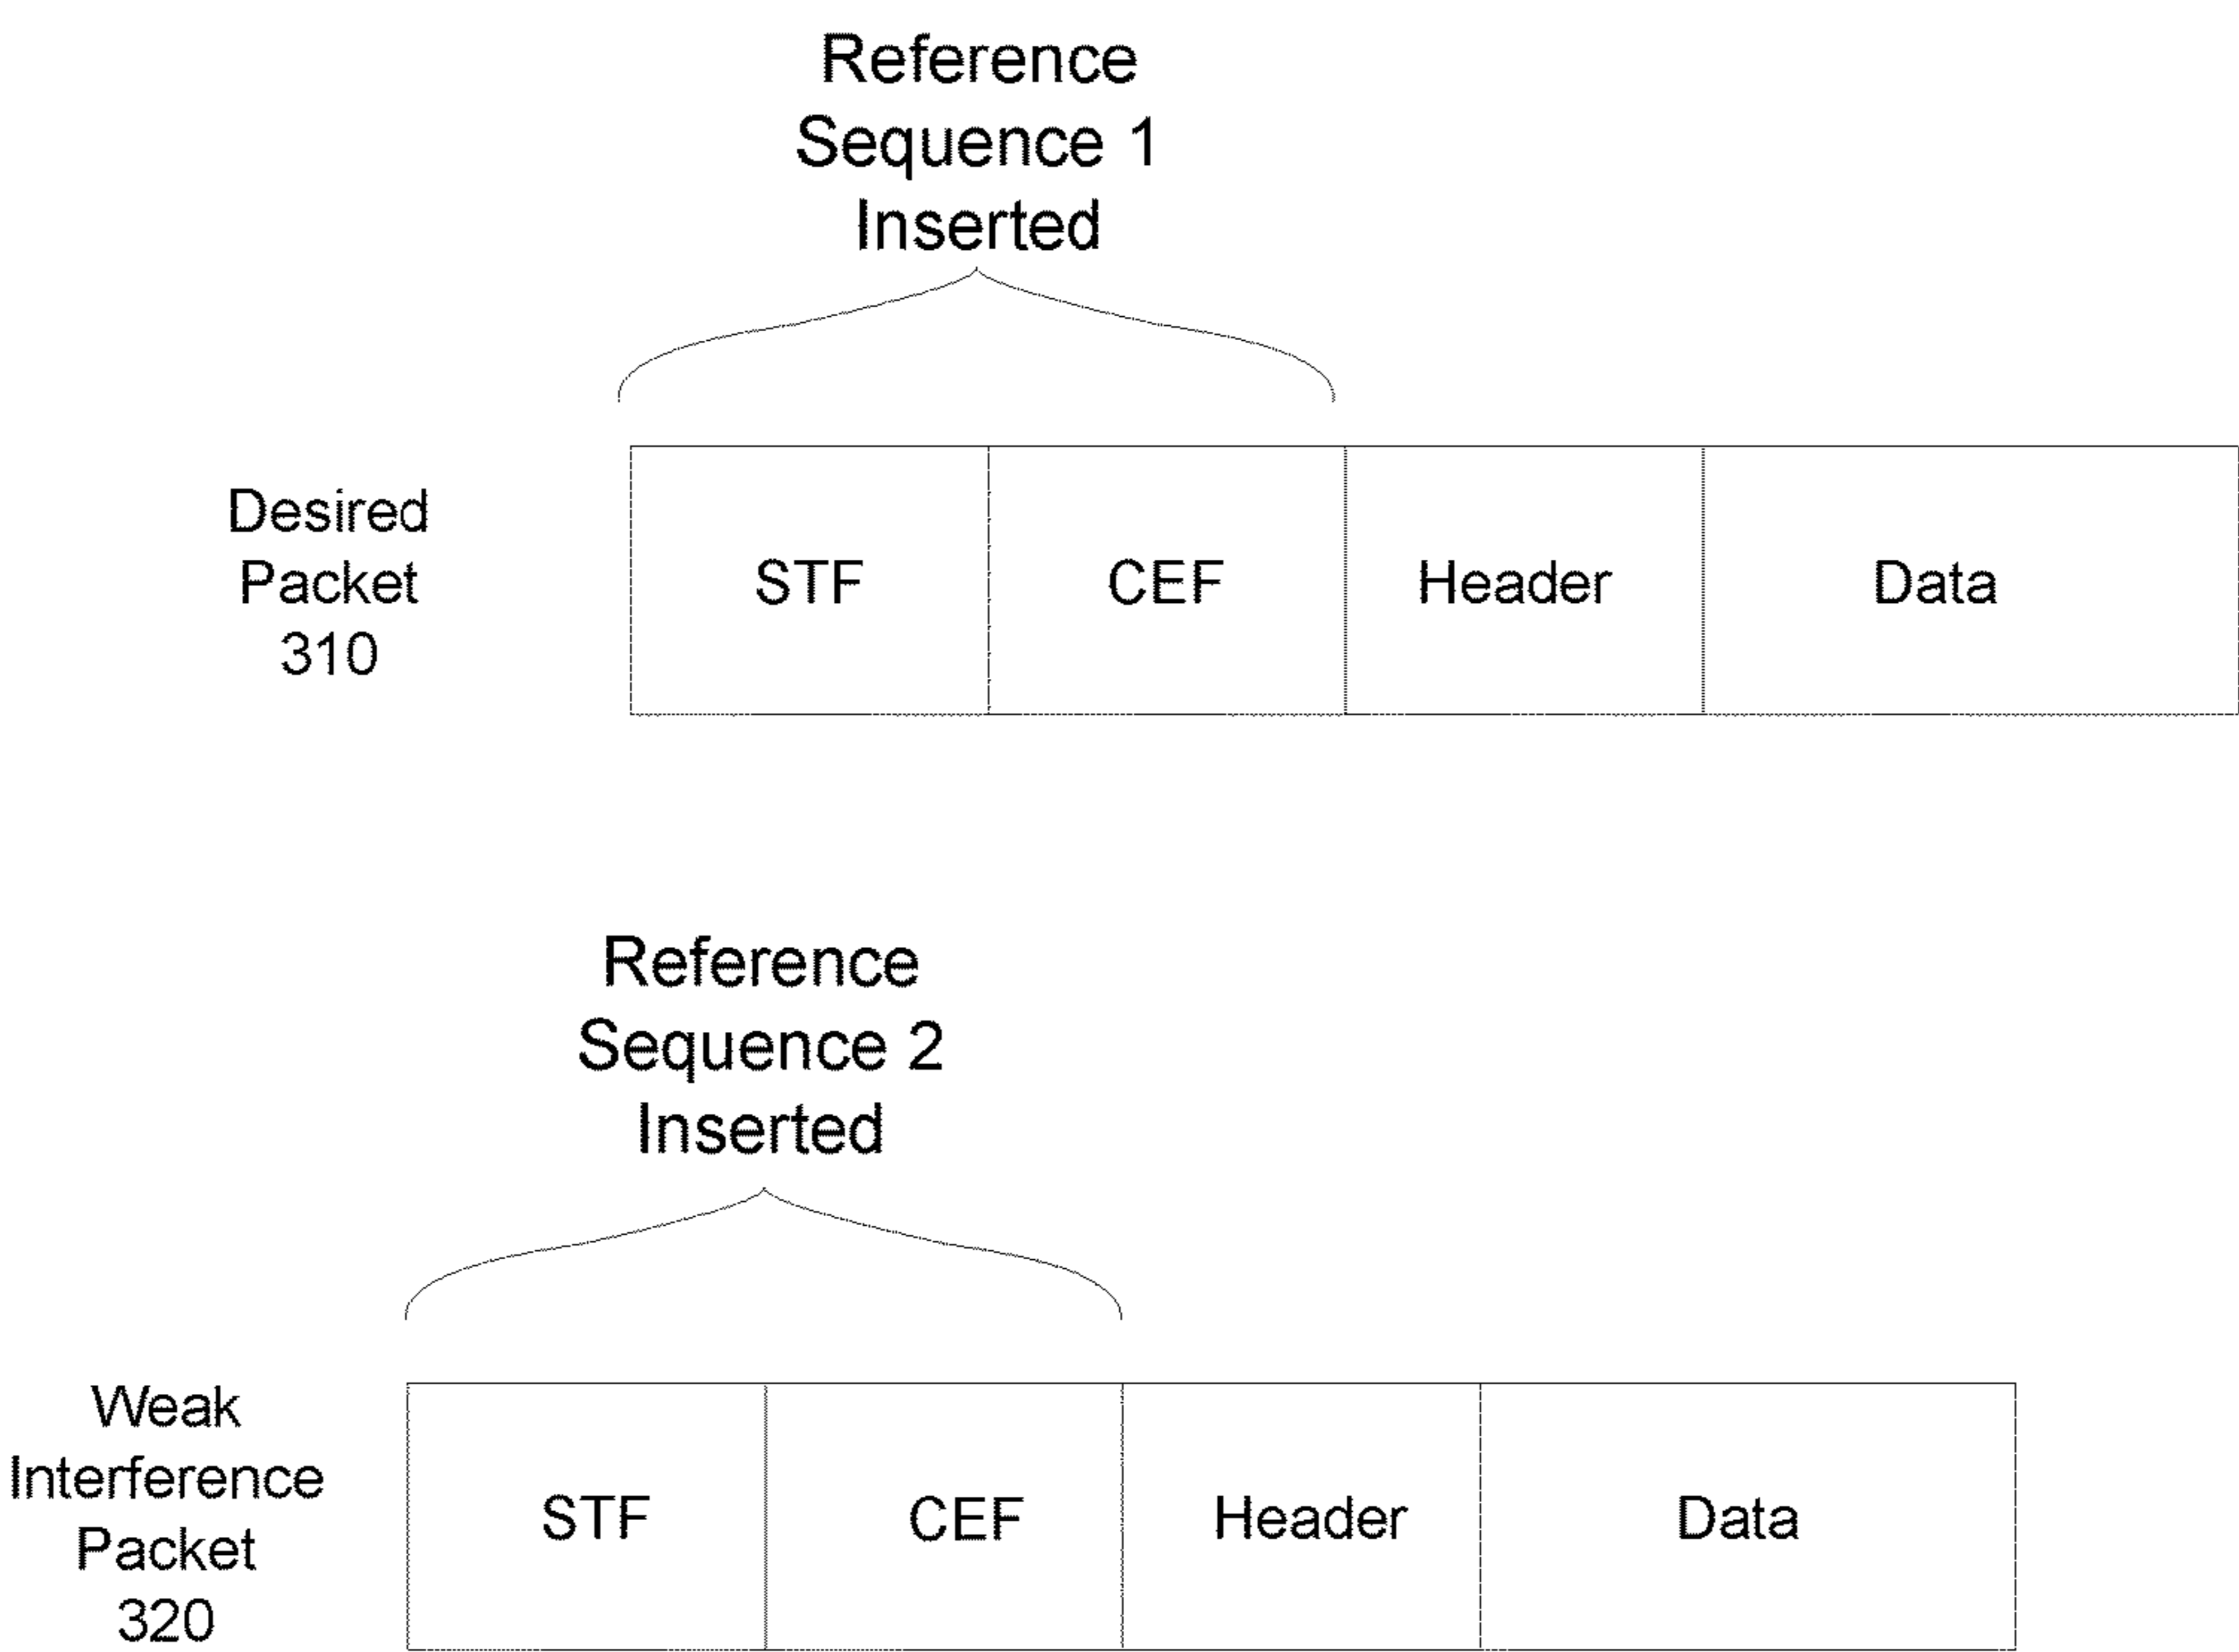 Reference
Sequence 1
Inserted
Desired
Packet
310
STF
CEF
Header
Data
Reference
Sequence 2
Inserted
Weak
Interference
Packet
320
STF
CEF
Header
Data